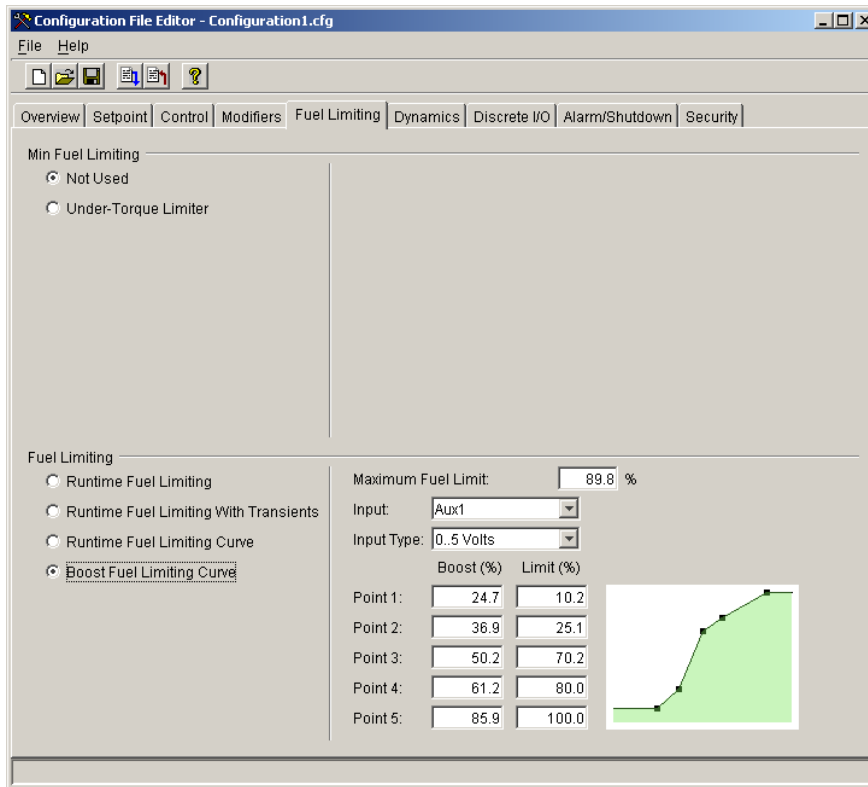 Configuration File Editor - Configuration1.cfg
File Help
Overview Setpoint Control Modifiers Fuel Limiting Dynamics Discrete I/O Alarm/Shutdown Security
Min Fuel Limiting
Not Used
Under-Torque Limiter
Fuel Limiting
Runtime Fuel Limiting
Runtime Fuel Limiting With Transients
Runtime Fuel Limiting Curve
Boost Fuel Limiting Curve
Maximum Fuel Limit: 89.8 %
Input: Aux1
Input Type: 0..5 Volts
Boost (%) Limit (%)
Point 1: 24.7 10.2
Point 2: 36.9 25.1
Point 3: 50.2 70.2
Point 4: 61.2 80.0
Point 5: 85.9 100.0